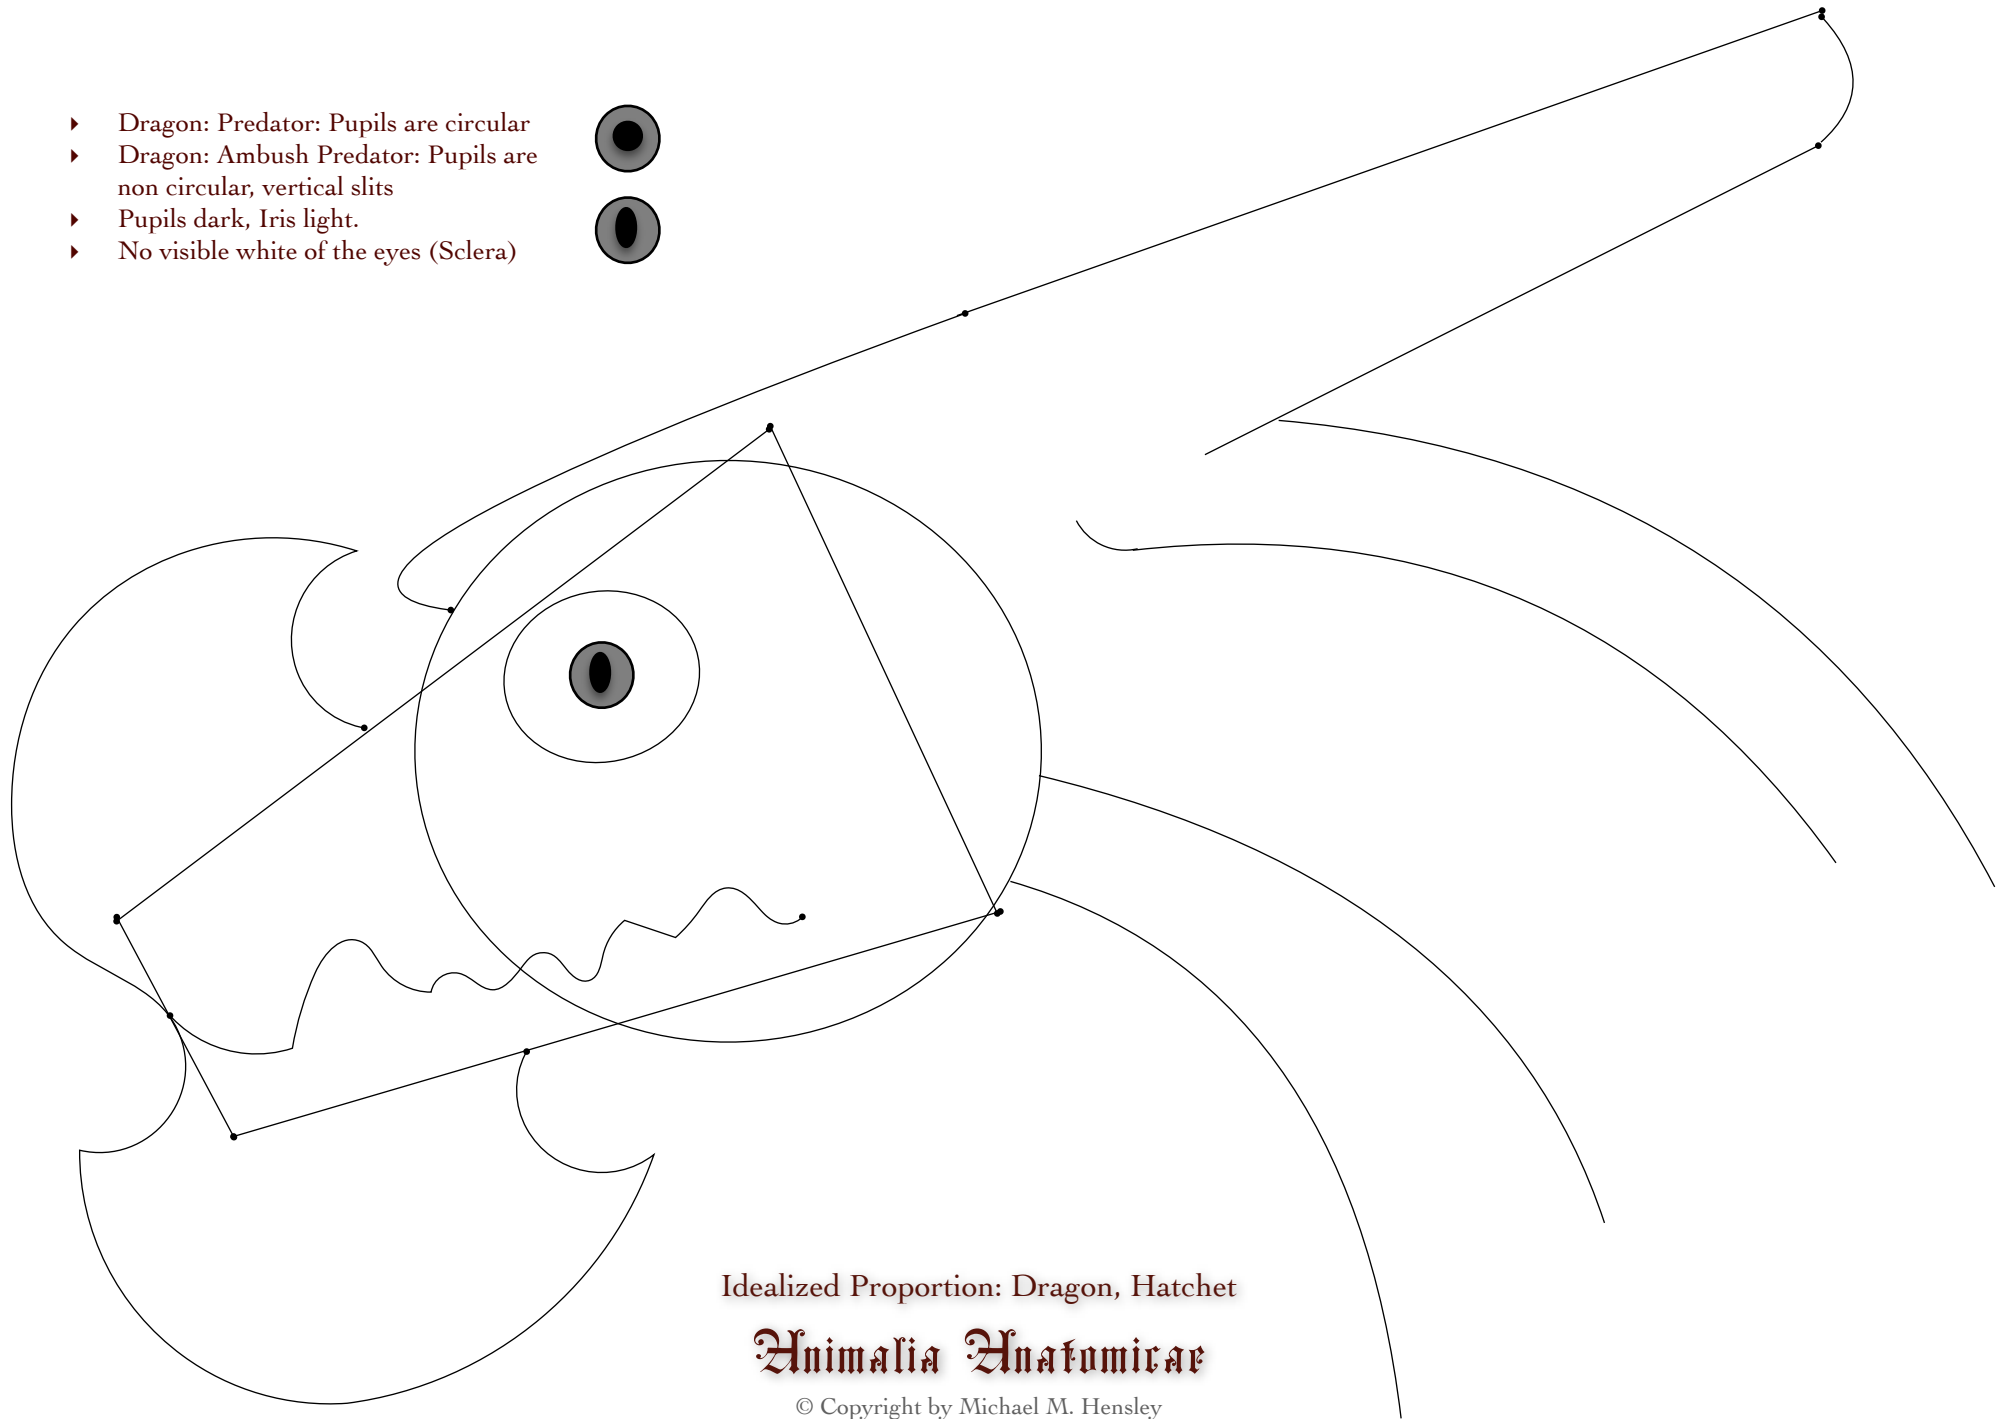 Dragon: Predator: Pupils are circular
Dragon: Ambush Predator: Pupils are
non circular, vertical slits
Pupils dark, Iris light.
No visible white of the eyes (Sclera)
Idealized Proportion: Dragon, Hatchet
Animalia Anatomicae
© Copyright by Michael M. Hensley